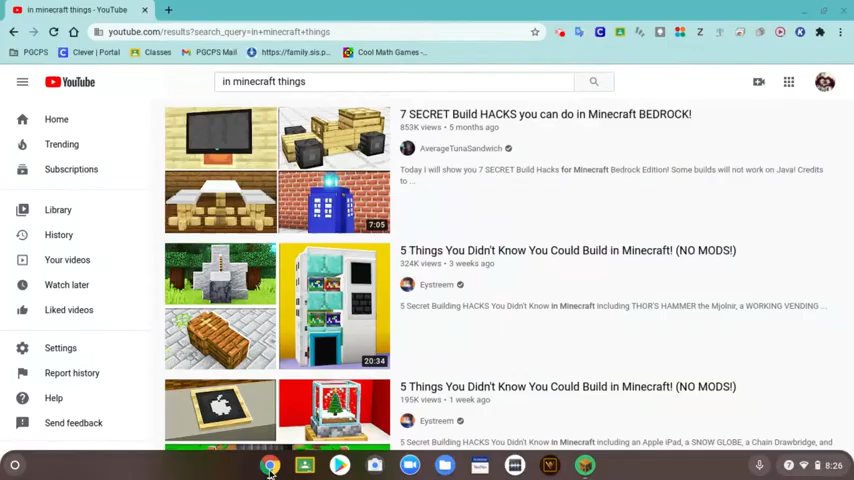 in minecraft things - YouTube
youtube.com/results?search_query=in+minecraft+things
PGCPS
Clever | Portal
Classes
PGCPS Mail
https://family.sis.p...
Cool Math Games -...
YouTube
in minecraft things
Home
Trending
Subscriptions
Library
History
Your videos
Watch later
Liked videos
Settings
Report history
Help
Send feedback
7:05
7 SECRET Build HACKS you can do in Minecraft BEDROCK!
853K views • 5 months ago
AverageTunaSandwich
Today I will show you 7 SECRET Build Hacks for Minecraft Bedrock Edition! Some builds will not work on Java! Credits
to ...
20:34
5 Things You Didn't Know You Could Build in Minecraft! (NO MODS!)
324K views • 3 weeks ago
Eystreem
5 Secret Building HACKS You Didn't Know in Minecraft including THOR'S HAMMER the Mjolnir, a WORKING VENDING ...
5 Things You Didn't Know You Could Build in Minecraft! (NO MODS!)
195K views • 1 week ago
Eystreem
5 Secret Building HACKS You Didn't Know in Minecraft including an Apple iPad, a SNOW GLOBE, a Chain Drawbridge, and
8:26